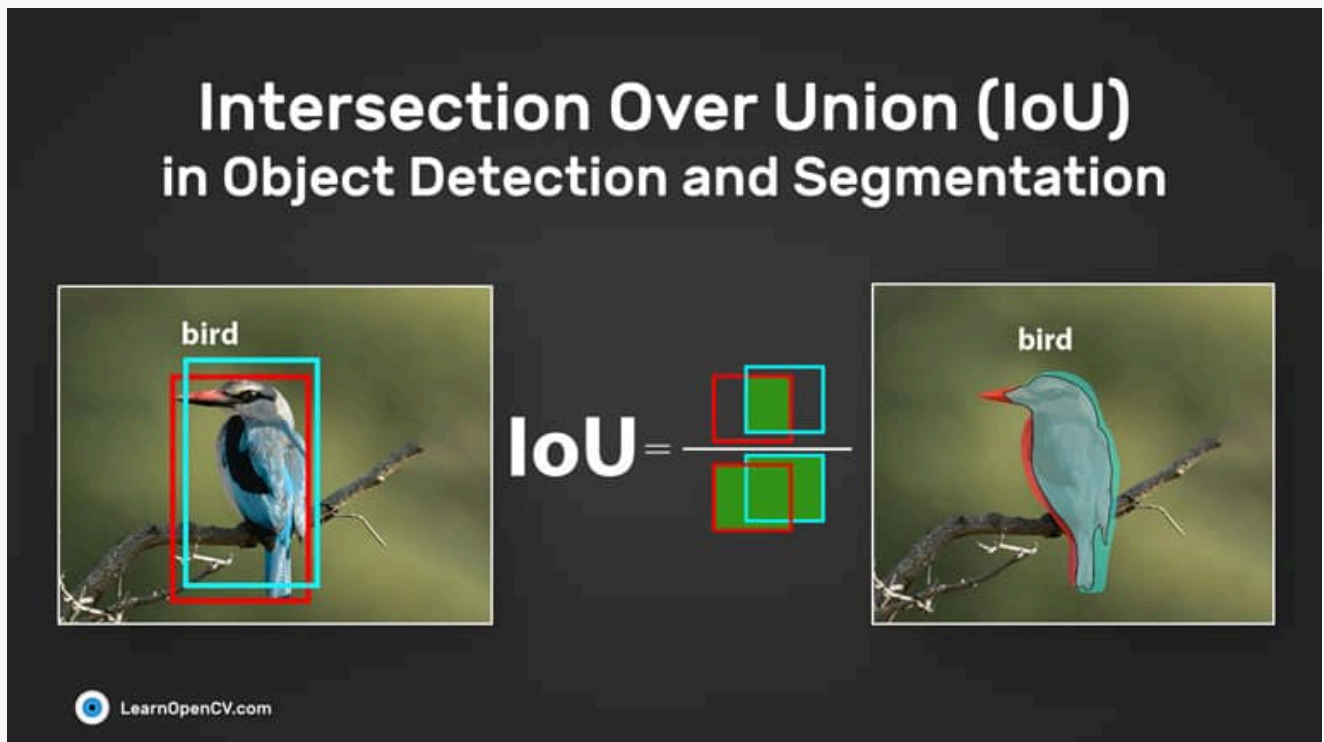 Intersection Over Union (IoU)
in Object Detection and Segmentation
bird
IoU=
bird
LearnOpenCV.com